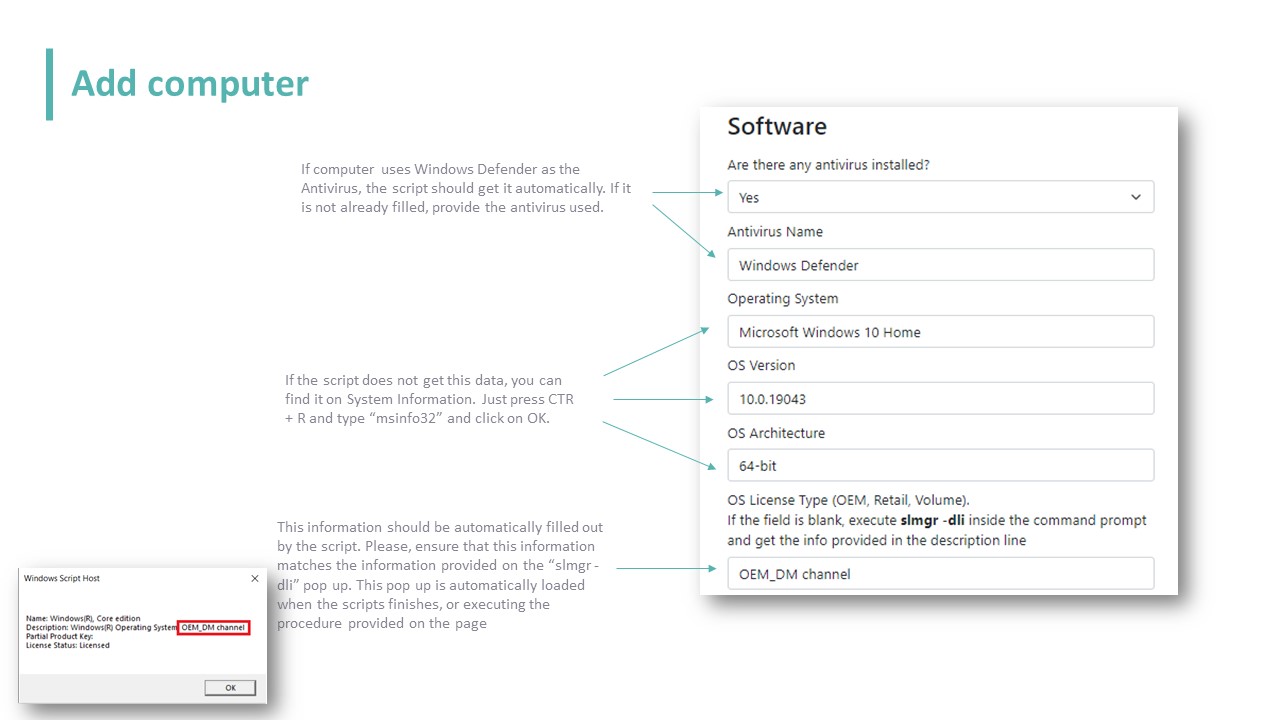 Add computer
If computer uses Windows Defender as the
Antivirus, the script should get it automatically. If it
is not already filled, provide the antivirus used.
If the script does not get this data, you can
find it on System Information. Just press CTR
+ R and type “msinfo32” and click on OK.
This information should be automatically filled out
by the script. Please, ensure that this information
matches the information provided on the “slmgr -
dli” pop up. This pop up is automatically loaded
when the scripts finishes, or executing the
procedure provided on the page
Software
Are there any antivirus installed?
Yes
Antivirus Name
Windows Defender
Operating System
Microsoft Windows 10 Home
OS Version
10.0.19043
OS Architecture
64-bit
OS License Type (OEM, Retail, Volume).
If the field is blank, execute slmgr -dli inside the command prompt
and get the info provided in the description line
OEM_DM channel
Windows Script Host
Name: Windows(R), Core edition
Description: Windows(R) Operating System OEM_DM channel
Partial Product Key:
License Status: Licensed
OK